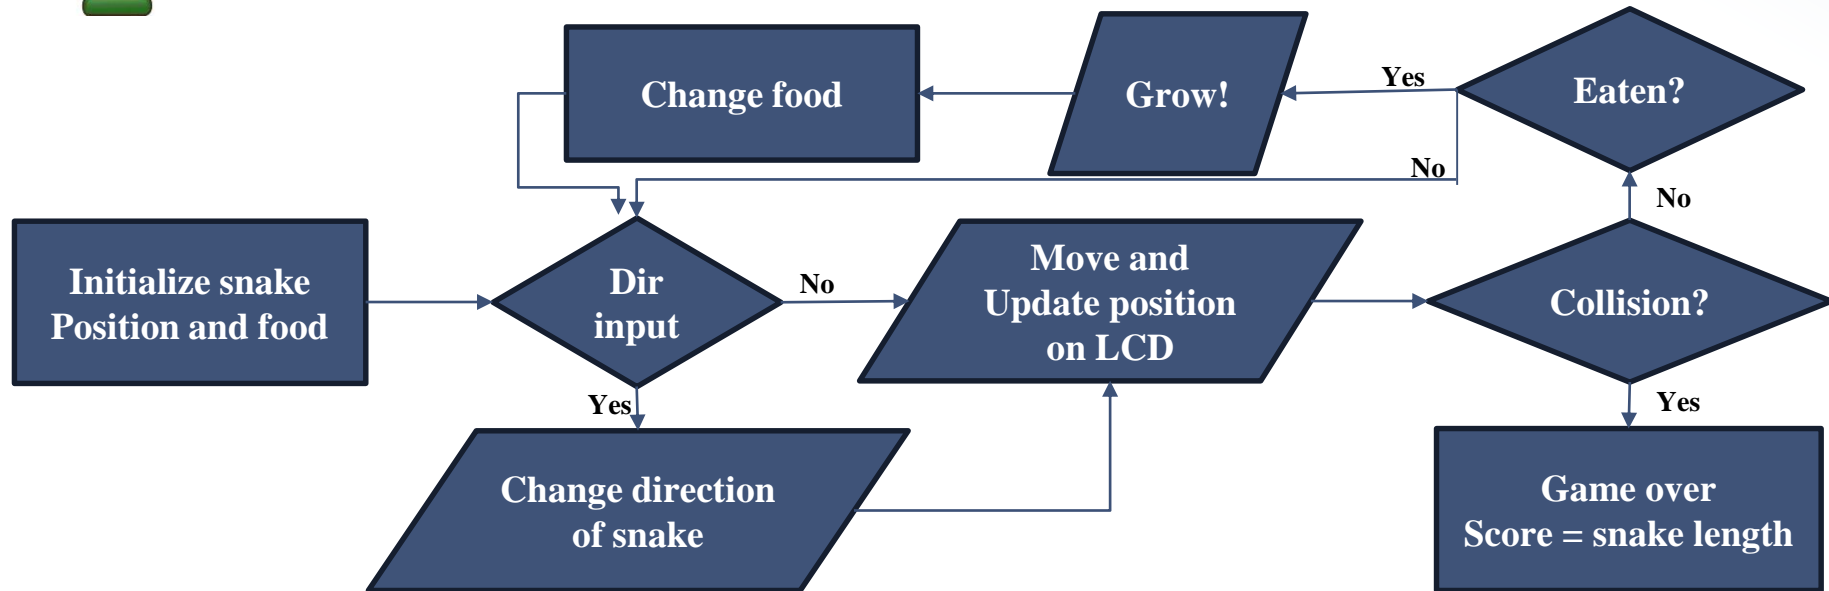 Change food
Grow!
Yes
Eaten?
No
No
Initialize snake
Position and food
Dir
input
No
Move and
Update position
on LCD
Collision?
Yes
Yes
Change direction
of snake
Game over
Score = snake length